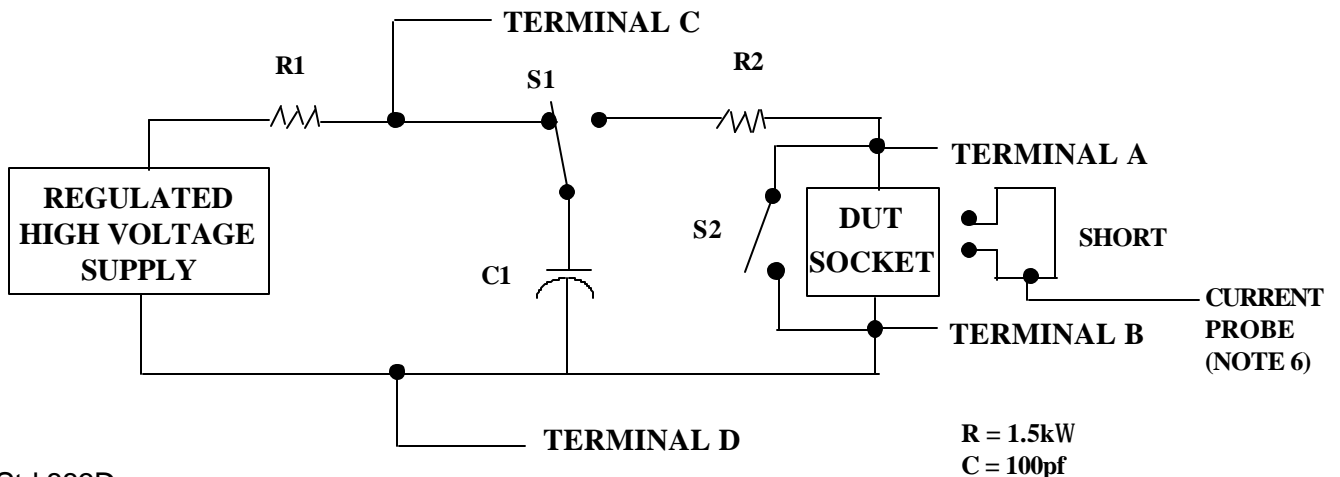 TERMINAL C
R1
S1
R2
TERMINAL A
REGULATED
HIGH VOLTAGE
SUPPLY
S2
DUT
SOCKET
SHORT
C1
CURRENT
PROBE
(NOTE 6)
TERMINAL B
TERMINAL D
R = 1.5kW
C = 100pf